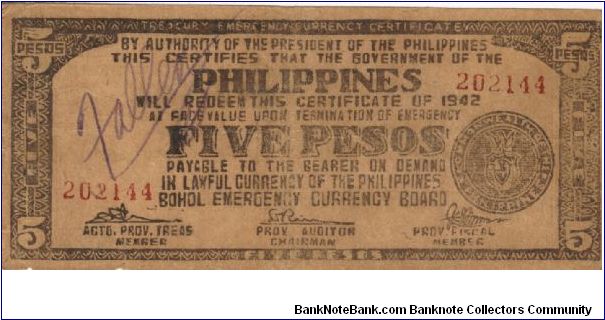 TREASURY EMERGENCY CURRENCY CERTIFICATE
5 5
PESOS PESOS
BY AUTHORITY OF THE PRESIDENT OF THE PHILIPPINES
THIS CERTIFIES THAT THE GOVERNMENT OF THE
PHILIPPINES 202144
WILL REDEEM THIS CERTIFICATE OF 1942
AT FACE VALUE UPON TERMINATION OF EMERGENCY
FIVE PESOS
PAYABLE TO THE BEARER ON DEMAND
202144 IN LAWFUL CURRENCY OF THE PHILIPPINES
BOHOL EMERGENCY CURRENCY BOARD
5 5
ACTG. PROV. TREAS PROV. AUDITOR PROV. FISCAL
MEMBER CHAIRMAN MEMBER
FIVE
FIVE
BankNoteBank.com Banknote Collectors Community